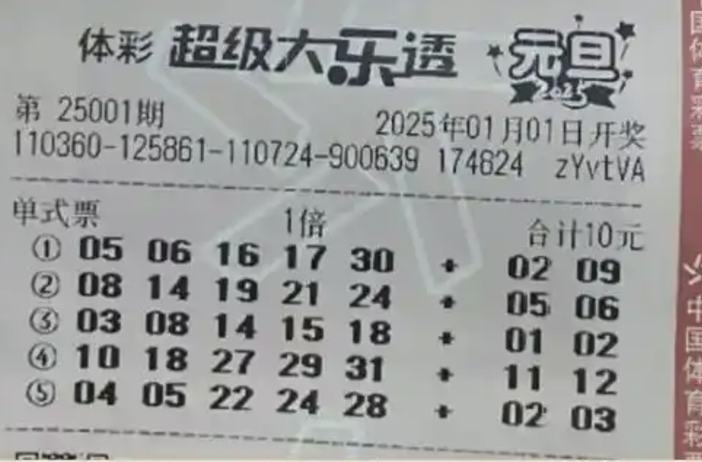 体彩 超级大乐透 元旦
2025
第 25001期 2025年01月01日开奖
110360-125861-110724-900639 174824 zYvtVA
单式票 1倍 合计10元
① 05 06 16 17 30 + 02 09
② 08 14 19 21 24 + 05 06
③ 03 08 14 15 18 + 01 02
④ 10 18 27 29 31 + 11 12
⑤ 04 05 22 24 28 + 02 03
国体育彩票
中国体育彩票